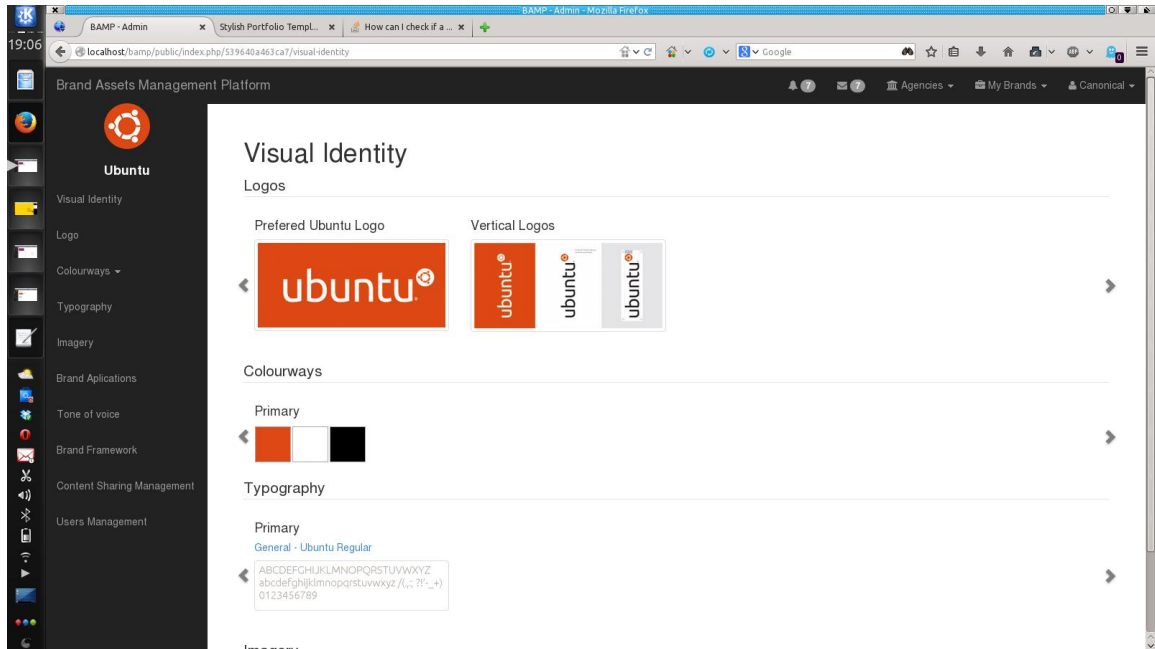 BAMP - Admin - Mozilla Firefox
19:06
BAMP - Admin
Stylish Portfolio Templ...
How can I check if a ...
localhost/bamp/public/index.php/539640a463ca7/visual-identity
Google
0
Brand Assets Management Platform
7
7
Agencies
My Brands
Canonical
Ubuntu
Visual Identity
Logo
Colourways
Typography
Imagery
Brand Aplications
Tone of voice
Brand Framework
Content Sharing Management
Users Management
Visual Identity
Logos
Prefered Ubuntu Logo
Vertical Logos
ubuntu
ubuntu
ubuntu
ubuntu
Colourways
Primary
Typography
Primary
General - Ubuntu Regular
ABCDEFGHIJKLMNOPQRSTUVWXYZ
abcdefghijklmnopqrstuvwxyz /(,.; ?!'-_+)
0123456789
Imagery